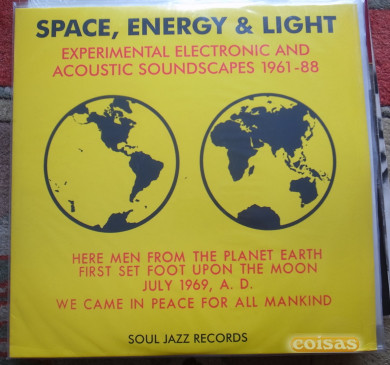 SPACE, ENERGY & LIGHT
EXPERIMENTAL ELECTRONIC AND
ACOUSTIC SOUNDSCAPES 1961-88
HERE MEN FROM THE PLANET EARTH
FIRST SET FOOT UPON THE MOON
JULY 1969, A. D.
WE CAME IN PEACE FOR ALL MANKIND
SOUL JAZZ RECORDS
coisas